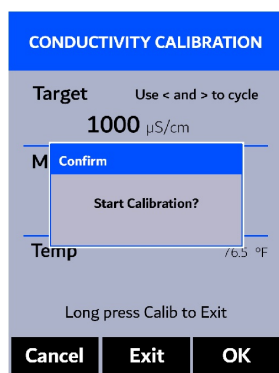 CONDUCTIVITY CALIBRATION
Target Use < and > to cycle
1000 µS/cm
Confirm
Start Calibration?
Temp 76.5 °F
Long press Calib to Exit
Cancel Exit OK